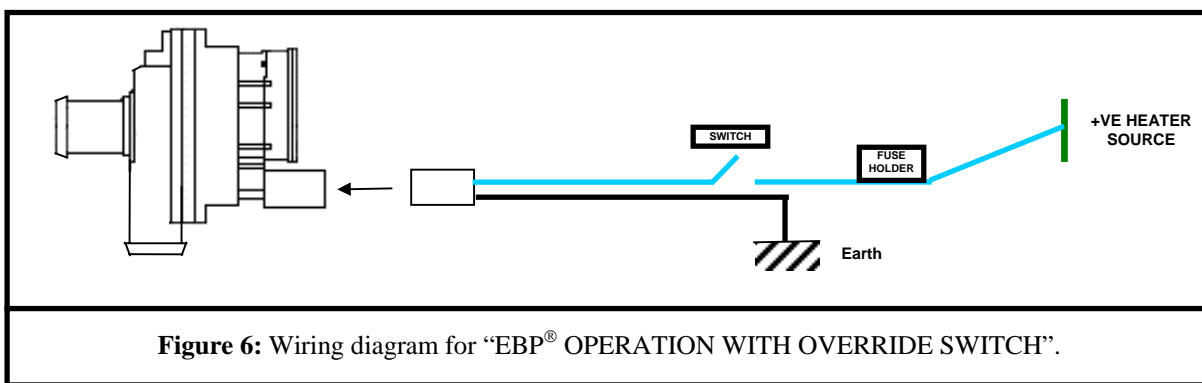 SWITCH
FUSE
HOLDER
+VE HEATER
SOURCE
Earth
Figure 6: Wiring diagram for “EBP® OPERATION WITH OVERRIDE SWITCH”.